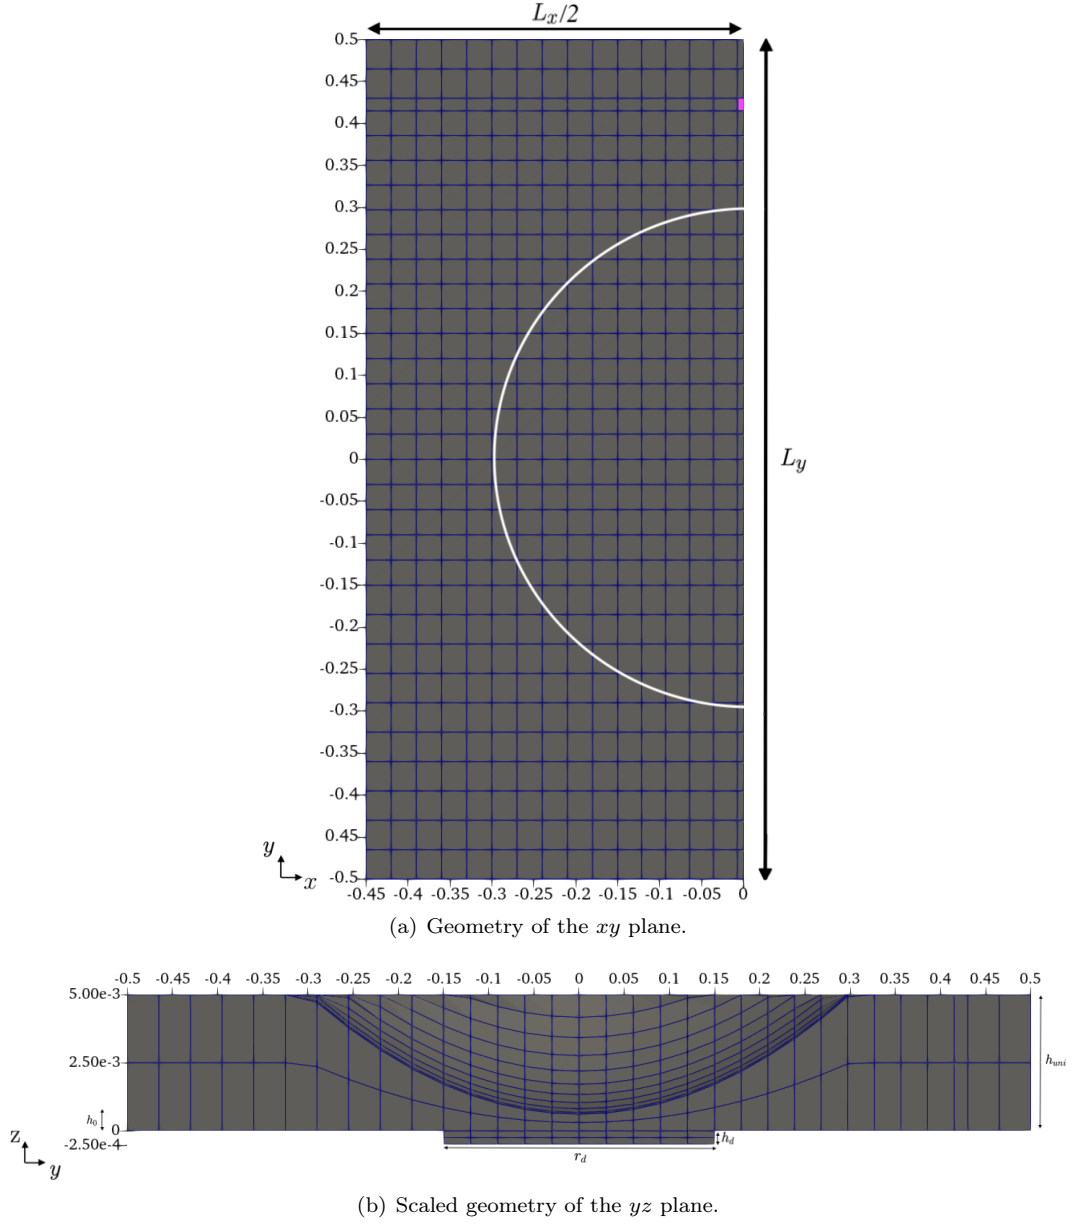 Lx/2
0.5
0.45
0.4
0.35
0.3
0.25
0.2
0.15
0.1
0.05
0
-0.05
-0.1
-0.15
-0.2
-0.25
-0.3
-0.35
-0.4
0.45
-0.5
Ly
y
x
-0.45 -0.4 -0.35 -0.3 -0.25 -0.2 -0.15 -0.1 -0.05 0
(a) Geometry of the xy plane.
-0.5 -0.45 -0.4 -0.35 -0.3 -0.25 -0.2 -0.15 -0.1 -0.05 0 0.05 0.1 0.15 0.2 0.25 0.3 0.35 0.4 0.45 0.5
5.00e-3
2.50e-3
huni
h0
0
-2.50e-4
hd
rd
z
y
(b) Scaled geometry of the yz plane.